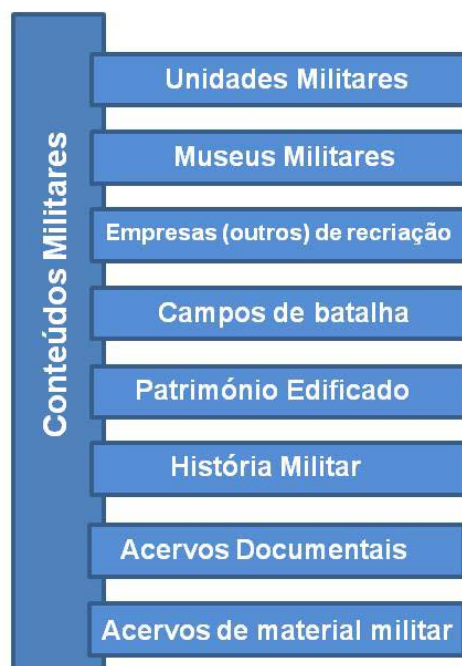 Conteúdos Militares
Unidades Militares
Museus Militares
Empresas (outros) de recriação
Campos de batalha
Património Edificado
História Militar
Acervos Documentais
Acervos de material militar